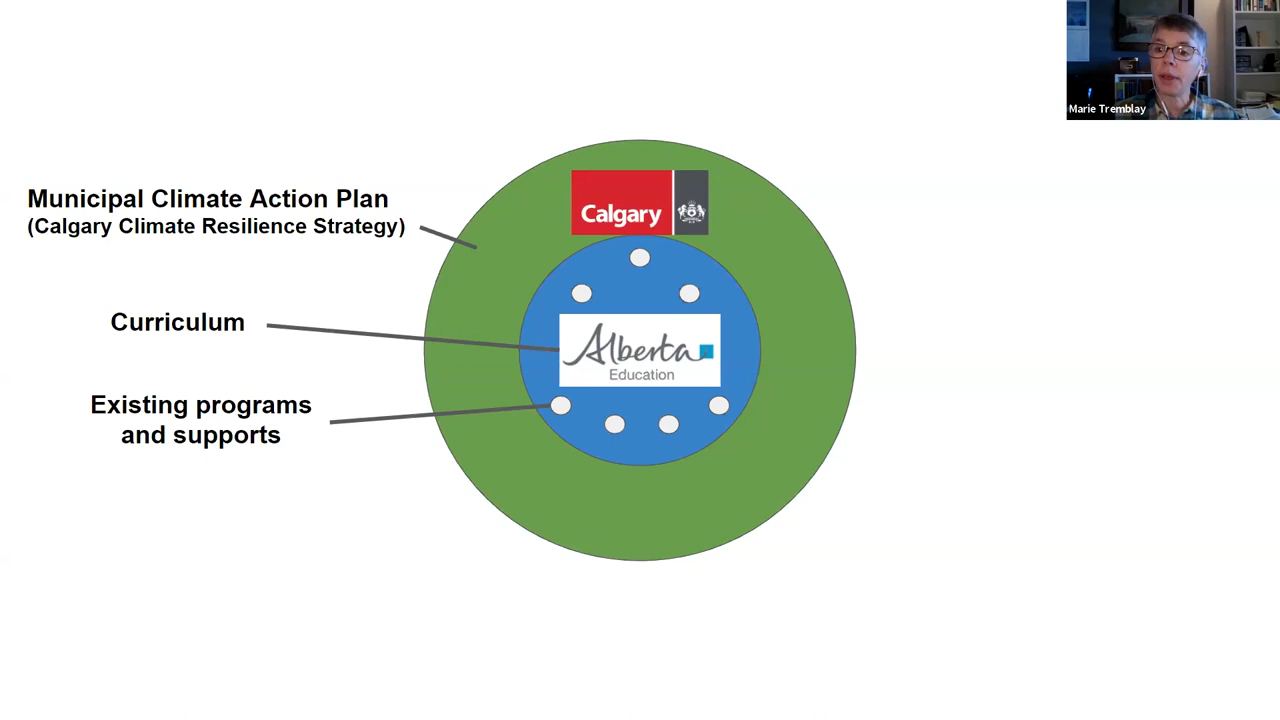 Marie Tremblay
Municipal Climate Action Plan
(Calgary Climate Resilience Strategy)
Calgary
Curriculum
Alberta
Education
Existing programs
and supports